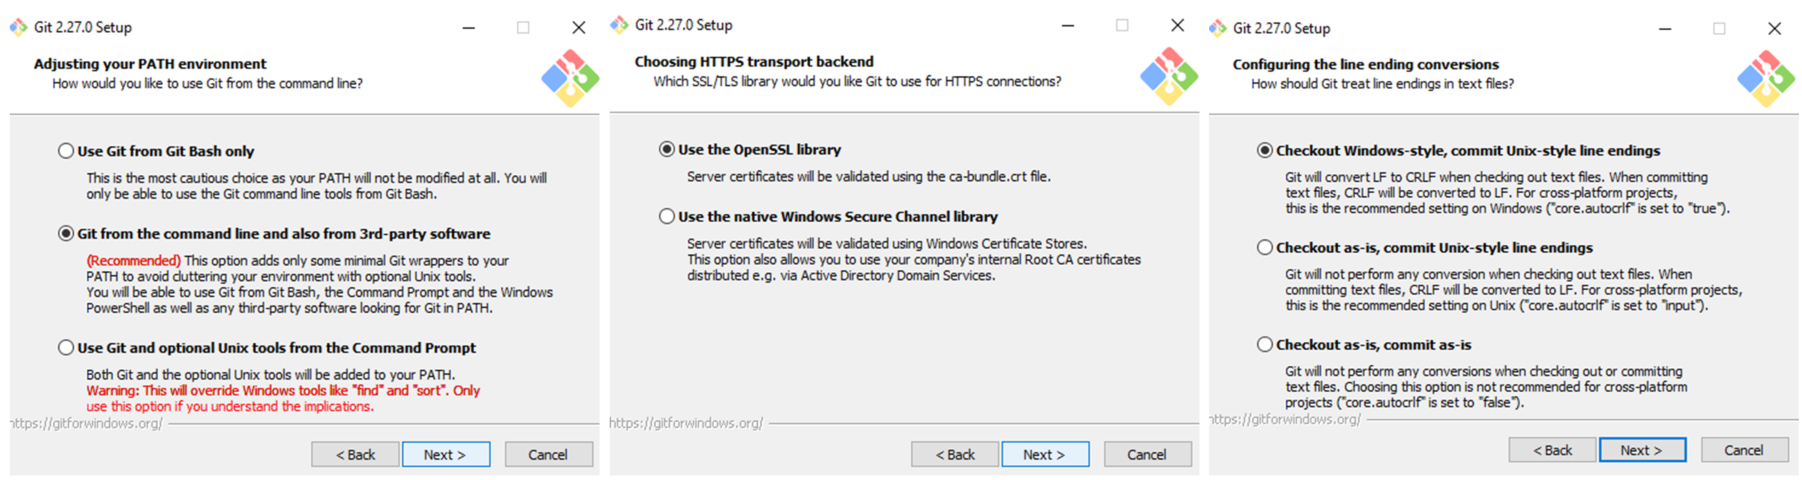 Git 2.27.0 Setup
Adjusting your PATH environment
How would you like to use Git from the command line?
Use Git from Git Bash only
This is the most cautious choice as your PATH will not be modified at all. You will
only be able to use the Git command line tools from Git Bash.
Git from the command line and also from 3rd-party software
(Recommended) This option adds only some minimal Git wrappers to your
PATH to avoid cluttering your environment with optional Unix tools.
You will be able to use Git from Git Bash, the Command Prompt and the Windows
PowerShell as well as any third-party software looking for Git in PATH.
Use Git and optional Unix tools from the Command Prompt
Both Git and the optional Unix tools will be added to your PATH.
Warning: This will override Windows tools like "find" and "sort". Only
use this option if you understand the implications.
https://gitforwindows.org/
< Back
Next >
Cancel
Git 2.27.0 Setup
Choosing HTTPS transport backend
Which SSL/TLS library would you like Git to use for HTTPS connections?
Use the OpenSSL library
Server certificates will be validated using the ca-bundle.crt file.
Use the native Windows Secure Channel library
Server certificates will be validated using Windows Certificate Stores.
This option also allows you to use your company's internal Root CA certificates
distributed e.g. via Active Directory Domain Services.
https://gitforwindows.org/
< Back
Next >
Cancel
Git 2.27.0 Setup
Configuring the line ending conversions
How should Git treat line endings in text files?
Checkout Windows-style, commit Unix-style line endings
Git will convert LF to CRLF when checking out text files. When committing
text files, CRLF will be converted to LF. For cross-platform projects,
this is the recommended setting on Windows ("core.autocrlf" is set to "true").
Checkout as-is, commit Unix-style line endings
Git will not perform any conversion when checking out text files. When
committing text files, CRLF will be converted to LF. For cross-platform projects,
this is the recommended setting on Unix ("core.autocrlf" is set to "input").
Checkout as-is, commit as-is
Git will not perform any conversions when checking out or committing
text files. Choosing this option is not recommended for cross-platform
projects ("core.autocrlf" is set to "false").
https://gitforwindows.org/
< Back
Next >
Cancel